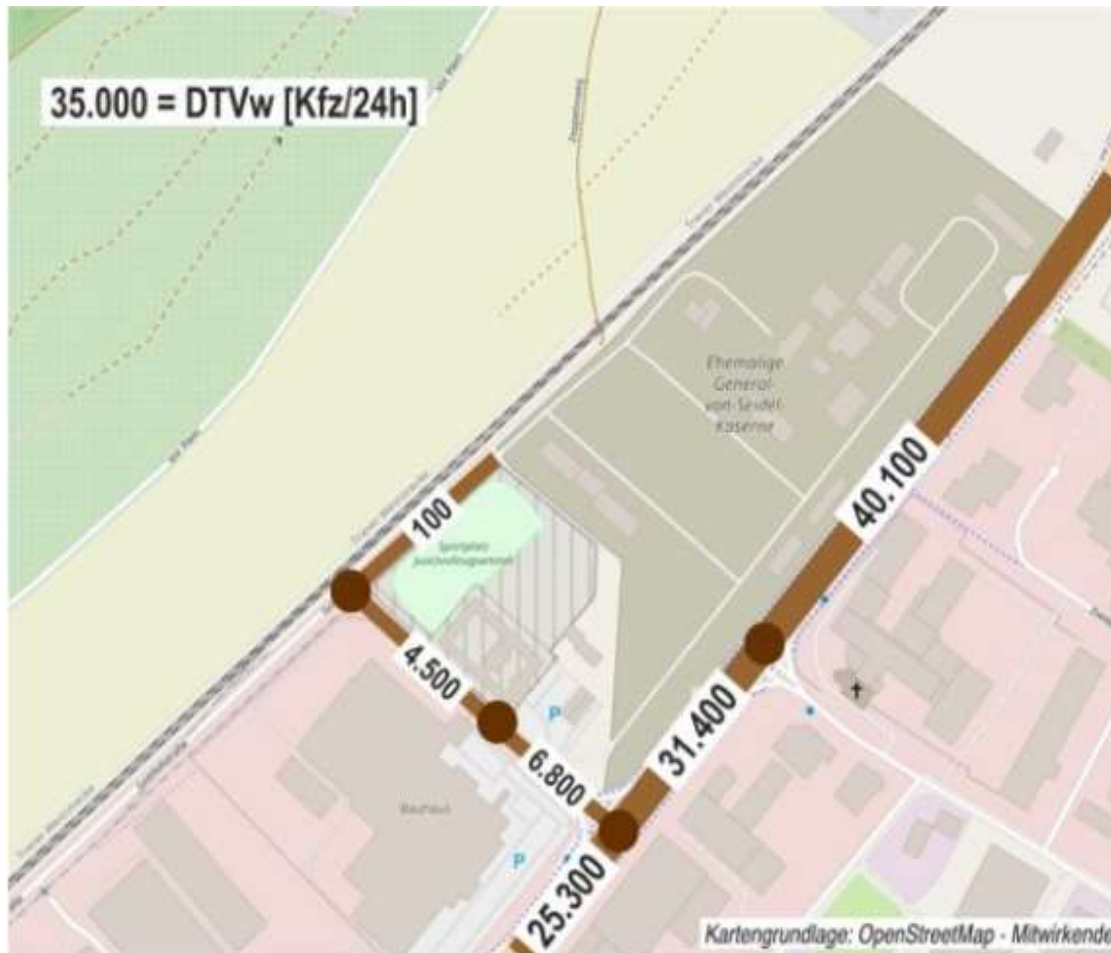 35.000 = DTVw [Kfz/24h]
Ehemalige
General-
von-Seidel-
Kaserne
40.100
100
4.500
P
31.400
6.800
Bauhaus
P
25.300
Kartengrundlage: OpenStreetMap - Mitwirkende